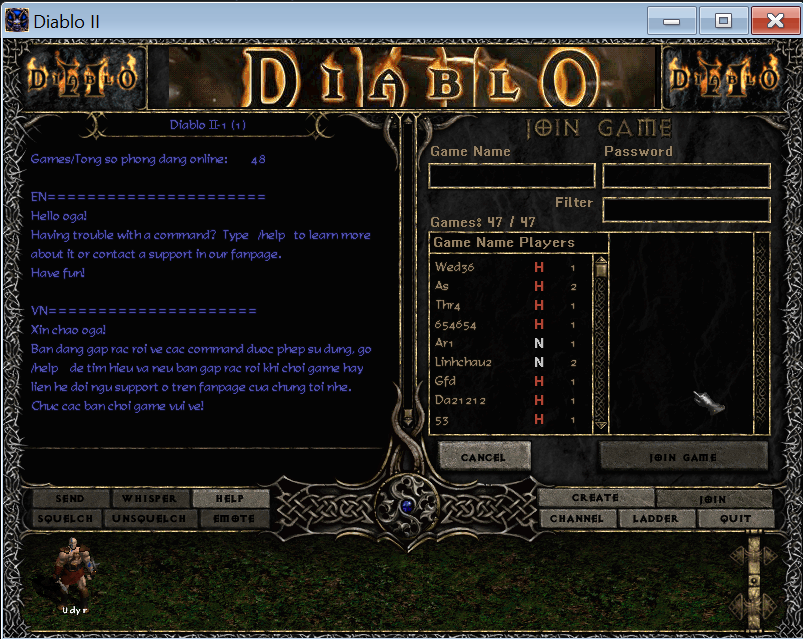 Diablo II
DIABLO
DIABLO
DIABLO
Diablo II-1 (1)
Games/Tong so phong dang online: 48
EN======================
Hello oga!
Having trouble with a command? Type /help to learn more
about it or contact a support in our fanpage.
Have fun!
VN=====================
Xin chao oga!
Ban dang gap rac roi ve cac command duoc phep su dung, go
/help de tim hieu va neu ban gap rac roi khi choi game hay
lien he doi ngu support o tren fanpage cua chung toi nhe.
Chuc cac ban choi game vui ve!
JOIN GAME
Game Name Password
Filter
Games: 47 / 47
Game Name Players
Wed36 H 1
As H 2
Thr4 H 1
654654 H 1
Ar1 N 1
Linhchau2 N 2
Gfd H 1
Da21212 H 1
53 H 1
CANCEL JOIN GAME
SEND WHISPER HELP
SQUELCH UNSQUELCH EMOTE
CREATE JOIN
CHANNEL LADDER QUIT
Udyr